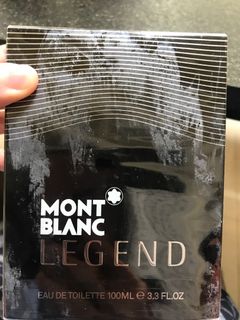 MONT
BLANC
LEGEND
EAU DE TOILETTE 100ML ℮ 3.3 FL.OZ